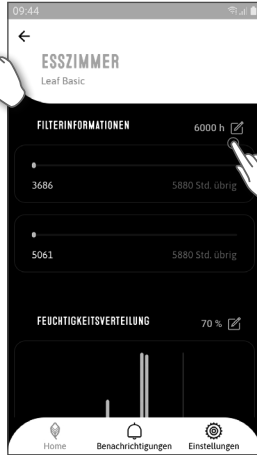 09:44
ESSZIMMER
Leaf Basic
FILTERINFORMATIONEN 6000 h
3686 5880 Std. übrig
5061 5880 Std. übrig
FEUCHTIGKEITSVERTEILUNG 70 %
Home Benachrichtigungen Einstellungen